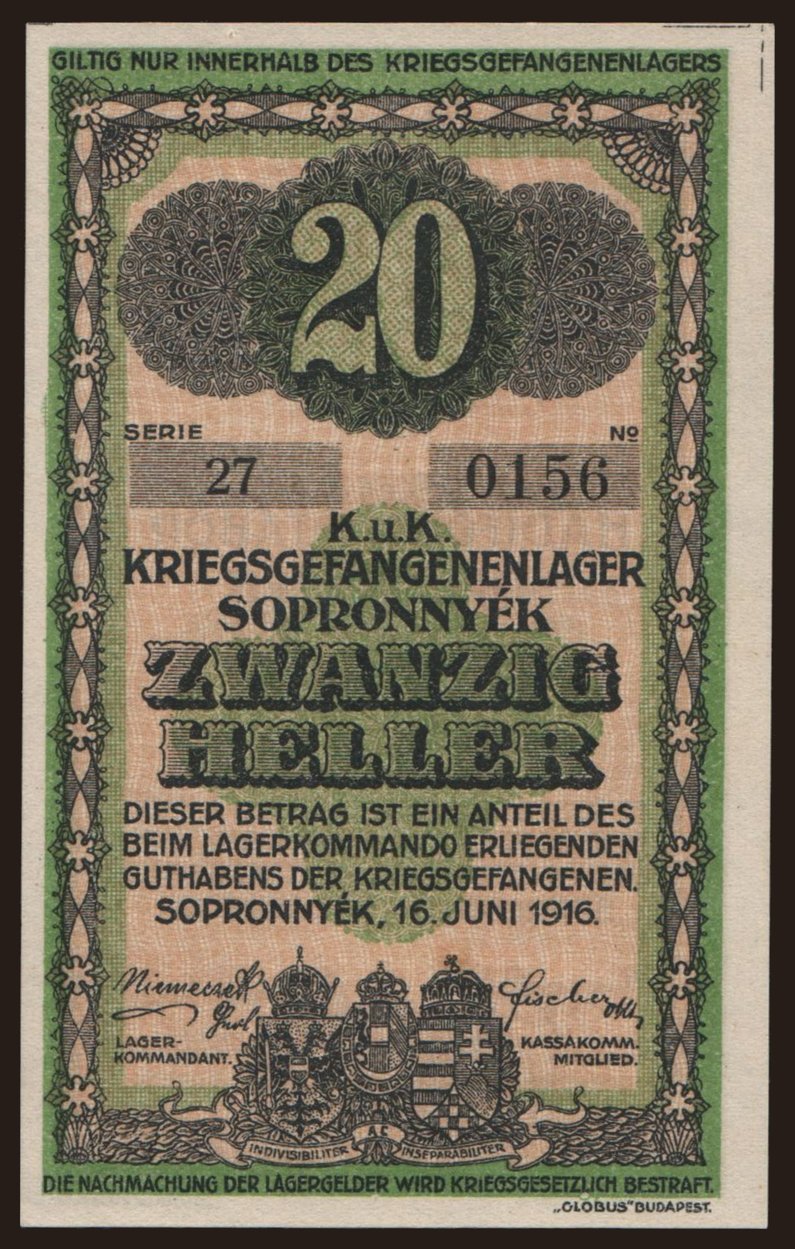 GILTIG NUR INNERHALB DES KRIEGSGEFANGENENLAGERS
20
SERIE Nº
27 0156
K.u.K.
KRIEGSGEFANGENENLAGER
SOPRONNYÉK
ZWANZIG
HELLER
DIESER BETRAG IST EIN ANTEIL DES
BEIM LAGERKOMMANDO ERLIEGENDEN
GUTHABENS DER KRIEGSGEFANGENEN.
SOPRONNYÉK, 16. JUNI 1916.
Fischer
LAGER-
KOMMANDANT.
KASSAKOMM.
MITGLIED.
INDIVISIBILITER AC INSEPARABILITER
DIE NACHMACHUNG DER LAGERGELDER WIRD KRIEGSGESETZLICH BESTRAFT.
„GLOBUS" BUDAPEST.